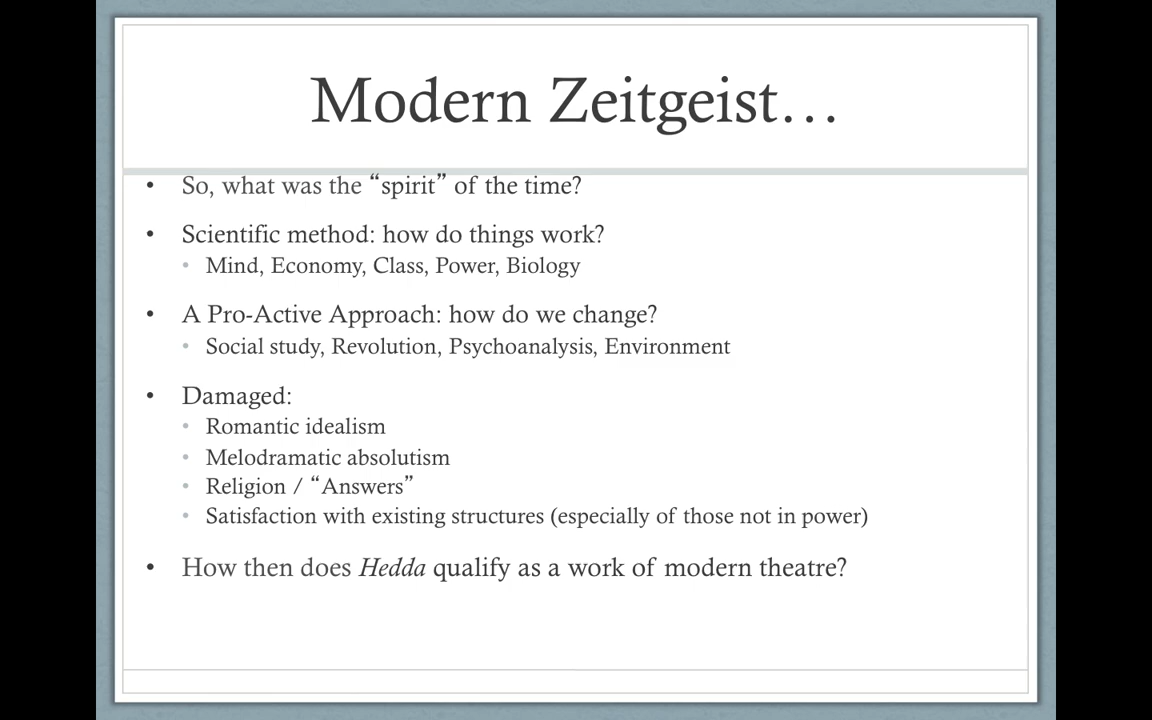 Modern Zeitgeist…
• So, what was the “spirit” of the time?
• Scientific method: how do things work?
• Mind, Economy, Class, Power, Biology
• A Pro-Active Approach: how do we change?
• Social study, Revolution, Psychoanalysis, Environment
• Damaged:
• Romantic idealism
• Melodramatic absolutism
• Religion / “Answers”
• Satisfaction with existing structures (especially of those not in power)
• How then does Hedda qualify as a work of modern theatre?